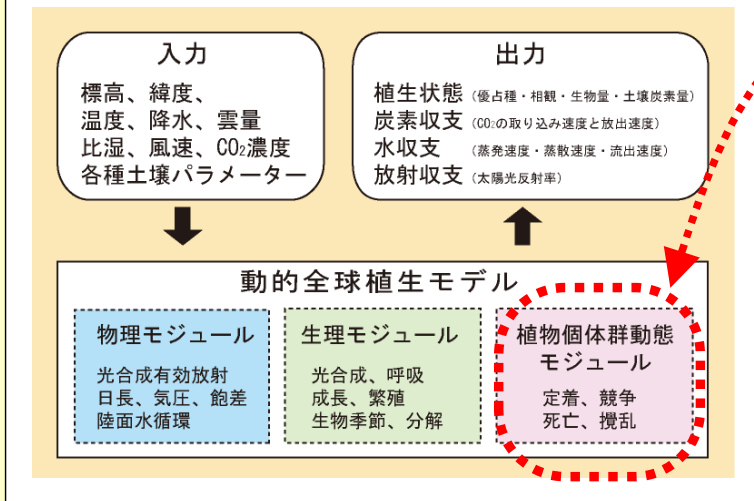 入力
標高、緯度、
温度、降水、雲量
比湿、風速、CO₂濃度
各種土壌パラメーター
出力
植生状態（優占種・相観・生物量・土壌炭素量）
炭素収支（CO₂の取り込み速度と放出速度）
水収支（蒸発速度・蒸散速度・流出速度）
放射収支（太陽光反射率）
動的全球植生モデル
物理モジュール
光合成有効放射
日長、気圧、飽差
陸面水循環
生理モジュール
光合成、呼吸
成長、繁殖
生物季節、分解
植物個体群動態
モジュール
定着、競争
死亡、攪乱